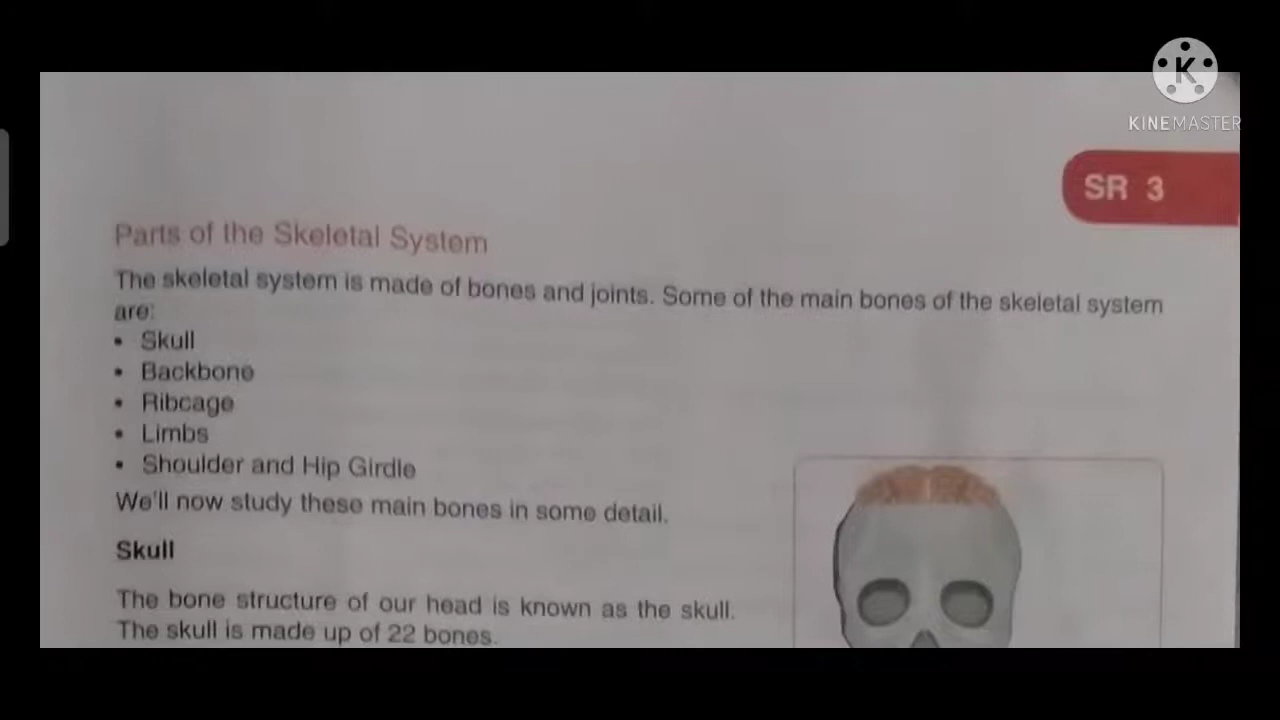 KINEMASTER
SR 3
Parts of the Skeletal System
The skeletal system is made of bones and joints. Some of the main bones of the skeletal system
are:
• Skull
• Backbone
• Ribcage
• Limbs
• Shoulder and Hip Girdle
We'll now study these main bones in some detail.
Skull
The bone structure of our head is known as the skull.
The skull is made up of 22 bones.